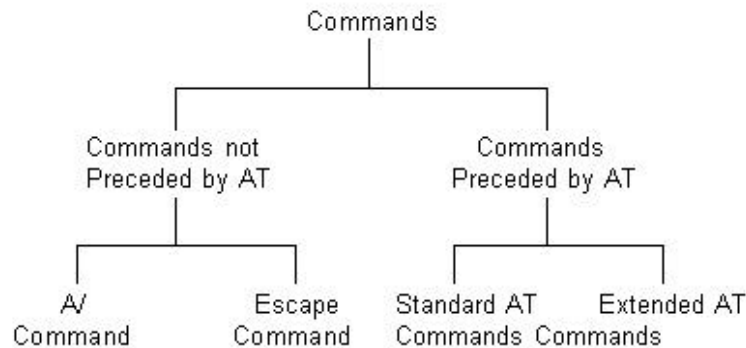 Commands
Commands not
Preceded by AT
Commands
Preceded by AT
A/
Command
Escape
Command
Standard AT Extended AT
Commands Commands